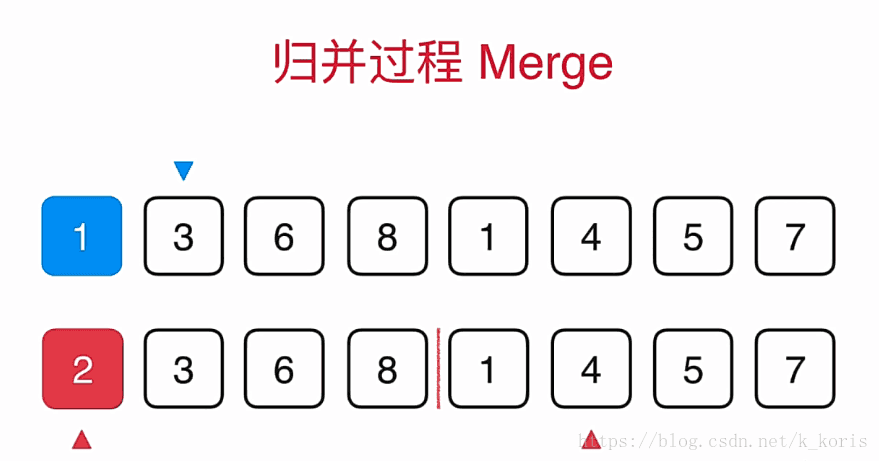 归并过程 Merge
1 3 6 8 1 4 5 7
2 3 6 8 1 4 5 7
https://blog.csdn.net/k_koris